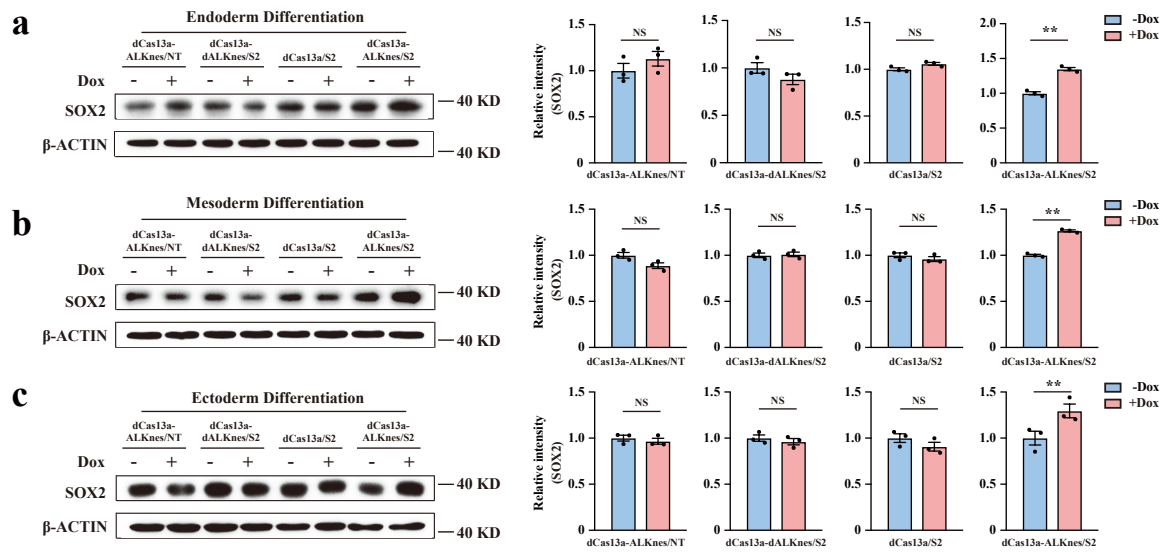 a
Endoderm Differentiation
dCas13a-
ALKnes/NT
dCas13a-
dALKnes/S2
dCas13a/S2
dCas13a-
ALKnes/S2
Dox - + - + - + - +
SOX2
40 KD
β-ACTIN
40 KD
Relative intensity
(SOX2)
1.5
1.0
0.5
0
NS
dCas13a-ALKnes/NT
1.5
1.0
0.5
0
NS
dCas13a-dALKnes/S2
1.5
1.0
0.5
0
NS
dCas13a/S2
2.0
1.5
1.0
0.5
0
**
dCas13a-ALKnes/S2
-Dox
+Dox
b
Mesoderm Differentiation
dCas13a-
ALKnes/NT
dCas13a-
dALKnes/S2
dCas13a/S2
dCas13a-
ALKnes/S2
Dox - + - + - + - +
SOX2
40 KD
β-ACTIN
40 KD
Relative intensity
(SOX2)
1.5
1.0
0.5
0
NS
dCas13a-ALKnes/NT
1.5
1.0
0.5
0
NS
dCas13a-dALKnes/S2
1.5
1.0
0.5
0
NS
dCas13a/S2
1.5
1.0
0.5
0
**
dCas13a-ALKnes/S2
-Dox
+Dox
c
Ectoderm Differentiation
dCas13a-
ALKnes/NT
dCas13a-
dALKnes/S2
dCas13a/S2
dCas13a-
ALKnes/S2
Dox - + - + - + - +
SOX2
40 KD
β-ACTIN
40 KD
Relative intensity
(SOX2)
1.5
1.0
0.5
0
NS
dCas13a-ALKnes/NT
1.5
1.0
0.5
0
NS
dCas13a-dALKnes/S2
1.5
1.0
0.5
0
NS
dCas13a/S2
1.5
1.0
0.5
0
**
dCas13a-ALKnes/S2
-Dox
+Dox